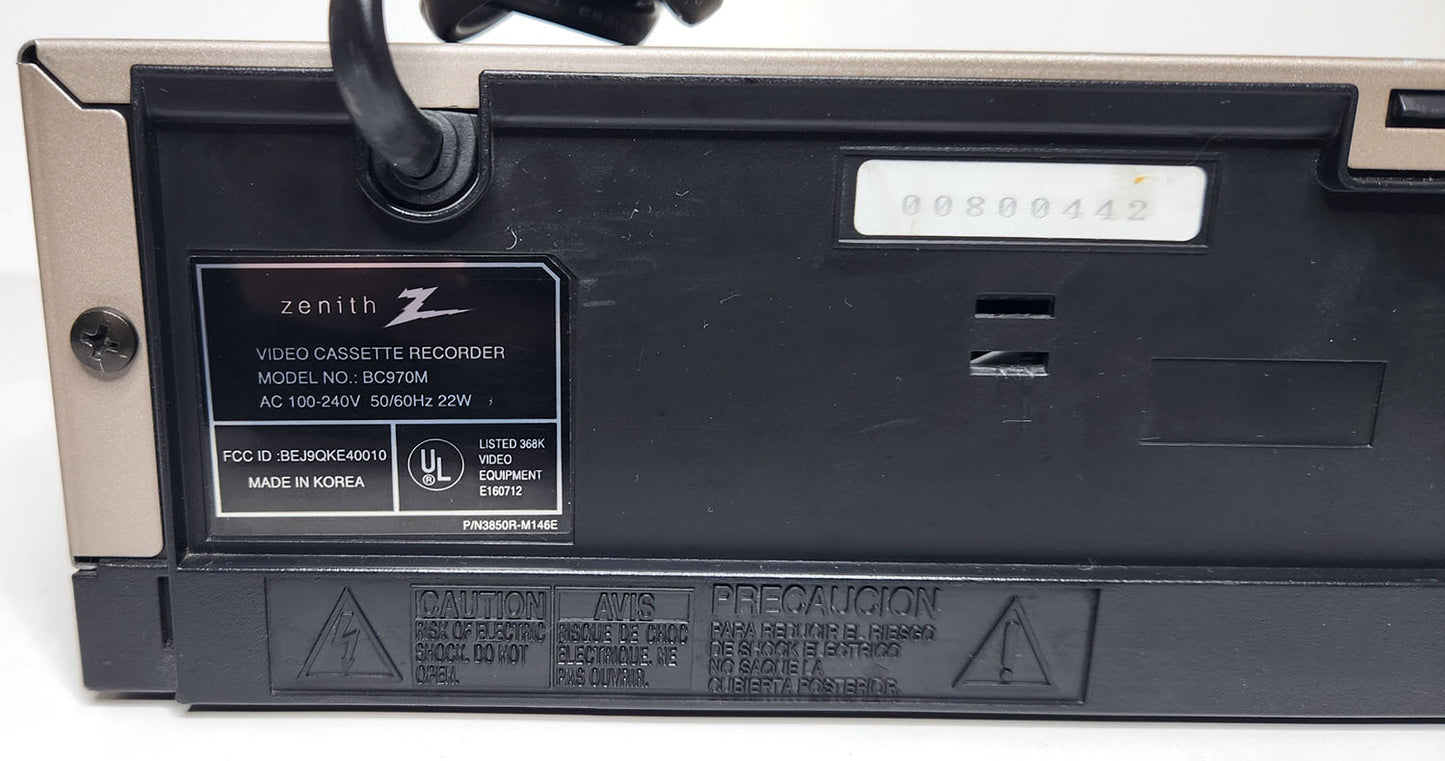 00800442
zenith
VIDEO CASSETTE RECORDER
MODEL NO.: BC970M
AC 100-240V 50/60Hz 22W
FCC ID :BEJ9QKE40010
MADE IN KOREA
UL
®
LISTED 368K
VIDEO
EQUIPMENT
E160712
P/N3850R-M146E
CAUTION
RISK OF ELECTRIC
SHOCK. DO NOT
OPEN.
AVIS
RISQUE DE CHOC
ELECTRIQUE. NE
PAS OUVRIR.
PRECAUCION
PARA REDUCIR EL RIESGO
DE SHOCK ELECTRICO
NO SAQUE LA
CUBIERTA POSTERIOR.